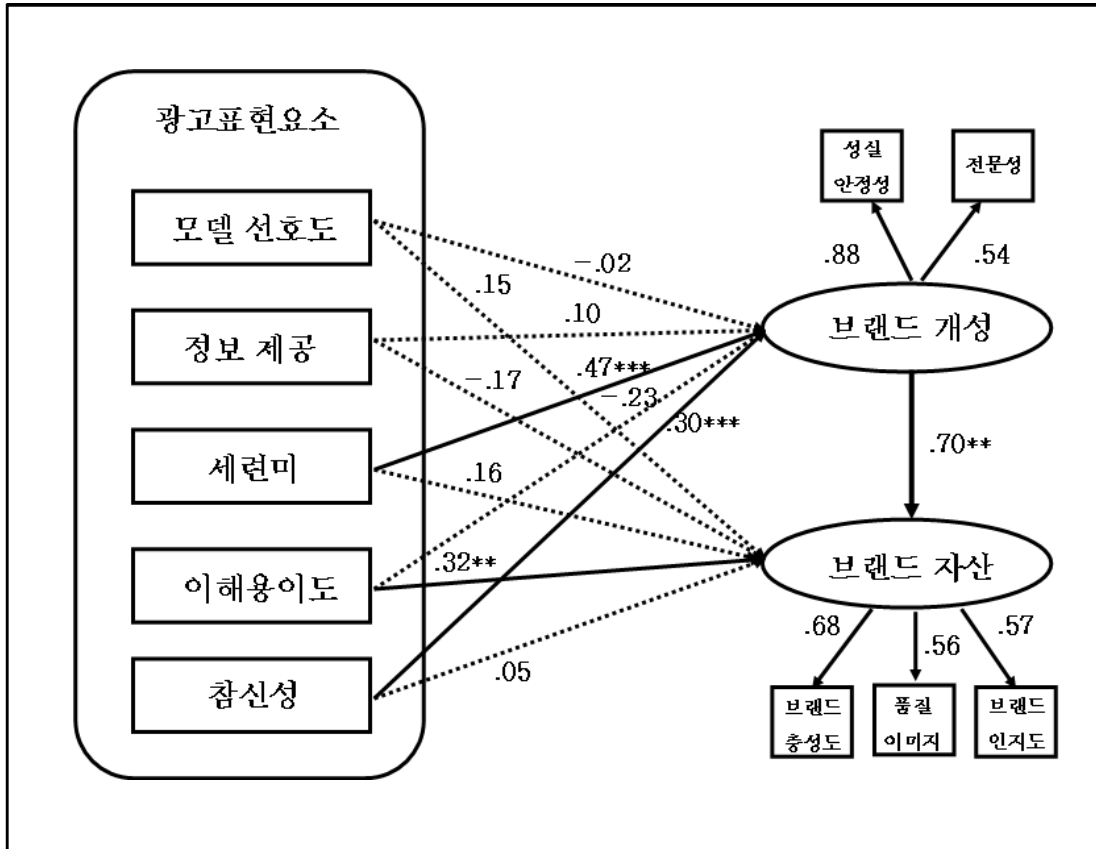 광고표현요소
성실
안정성
전문성
모델 선호도
-.02
.15
.88
.54
정보 제공
.10
브랜드 개성
-.17
.47***
-.23
.30***
.70**
세련미
.16
이해용이도
.32**
브랜드 자산
.68
.56
.57
참신성
.05
브랜드
충성도
품질
이미지
브랜드
인지도